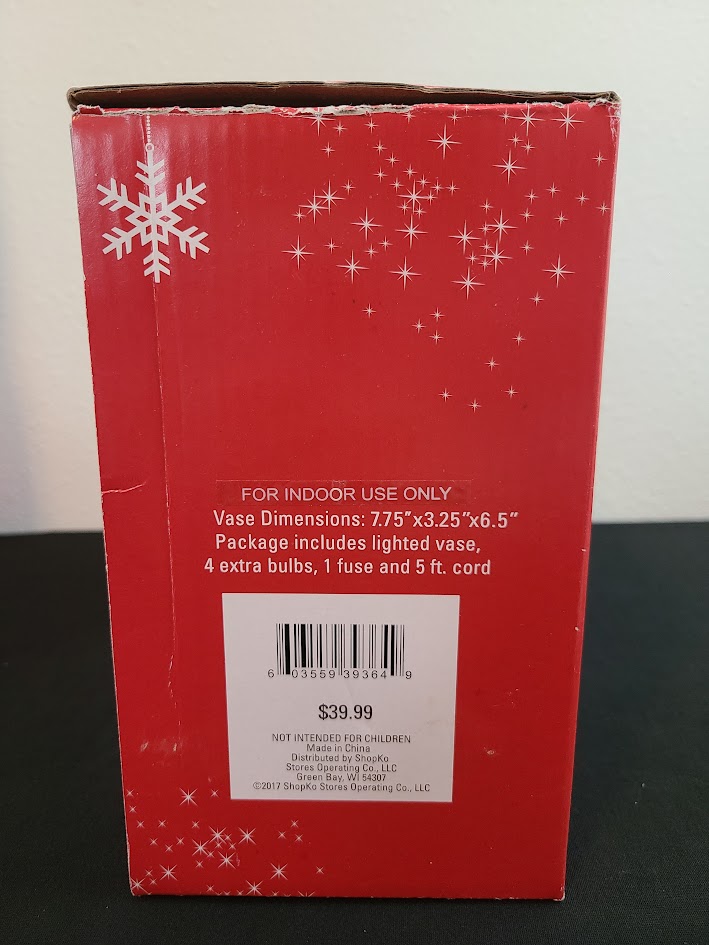 FOR INDOOR USE ONLY
Vase Dimensions: 7.75”x3.25”x6.5”
Package includes lighted vase,
4 extra bulbs, 1 fuse and 5 ft. cord
6 03559 39364 9
$39.99
NOT INTENDED FOR CHILDREN
Made in China
Distributed by ShopKo
Stores Operating Co., LLC
Green Bay, WI 54307
©2017 ShopKo Stores Operating Co., LLC